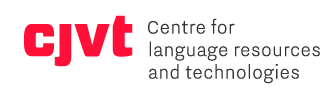 cjvt Centre for
language resources
and technologies